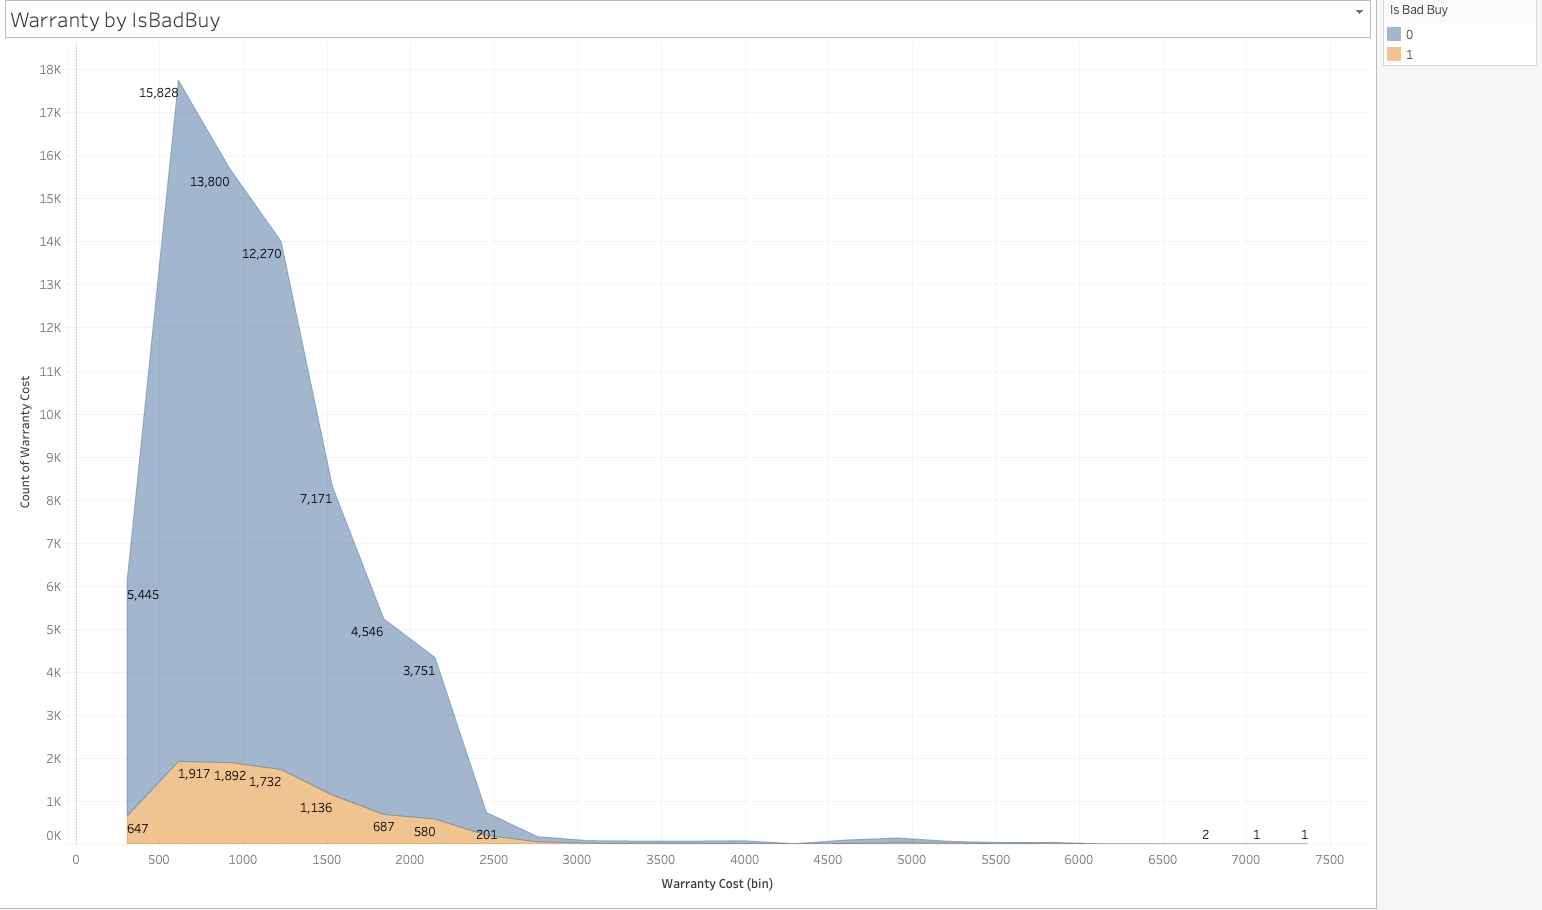 Warranty by IsBadBuy
Is Bad Buy
0
1
18K
17K
16K
15K
14K
13K
12K
11K
10K
9K
8K
7K
6K
5K
4K
3K
2K
1K
0K
Count of Warranty Cost
15,828
13,800
12,270
7,171
5,445
4,546
3,751
1,917 1,892 1,732
1,136
647
687
580
201
2
1
1
0 500 1000 1500 2000 2500 3000 3500 4000 4500 5000 5500 6000 6500 7000 7500
Warranty Cost (bin)